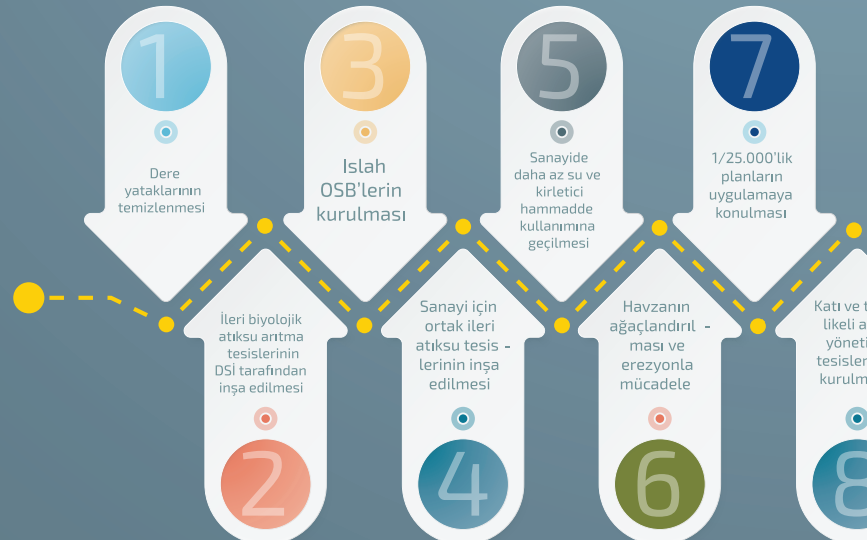 1
Dere
yataklarının
temizlenmesi
2
İleri biyolojik
atıksu arıtma
tesislerinin
DSİ tarafından
inşa edilmesi
3
Islah
OSB'lerin
kurulması
4
Sanayi için
ortak ileri
atıksu tesis -
lerinin inşa
edilmesi
5
Sanayide
daha az su ve
kirletici
hammadde
kullanımına
geçilmesi
6
Havzanın
ağaçlandırıl -
ması ve
erezyonla
mücadele
7
1/25.000'lik
planların
uygulamaya
konulması
8
Katı ve t
likeli a
yöneti
tesisler
kurulm